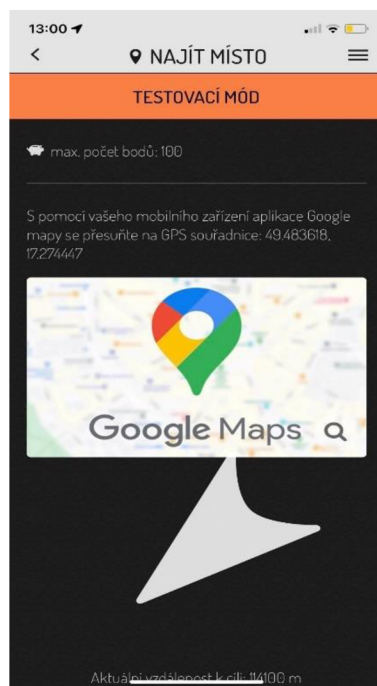 13:00
NAJÍT MÍSTO
TESTOVACÍ MÓD
max. počet bodů: 100
S pomocí vašeho mobilního zařízení aplikace Google
mapy se přesuňte na GPS souřadnice: 49.483618,
17.274447
Google Maps
Aktuální vzdálenost k cíli: 114100 m